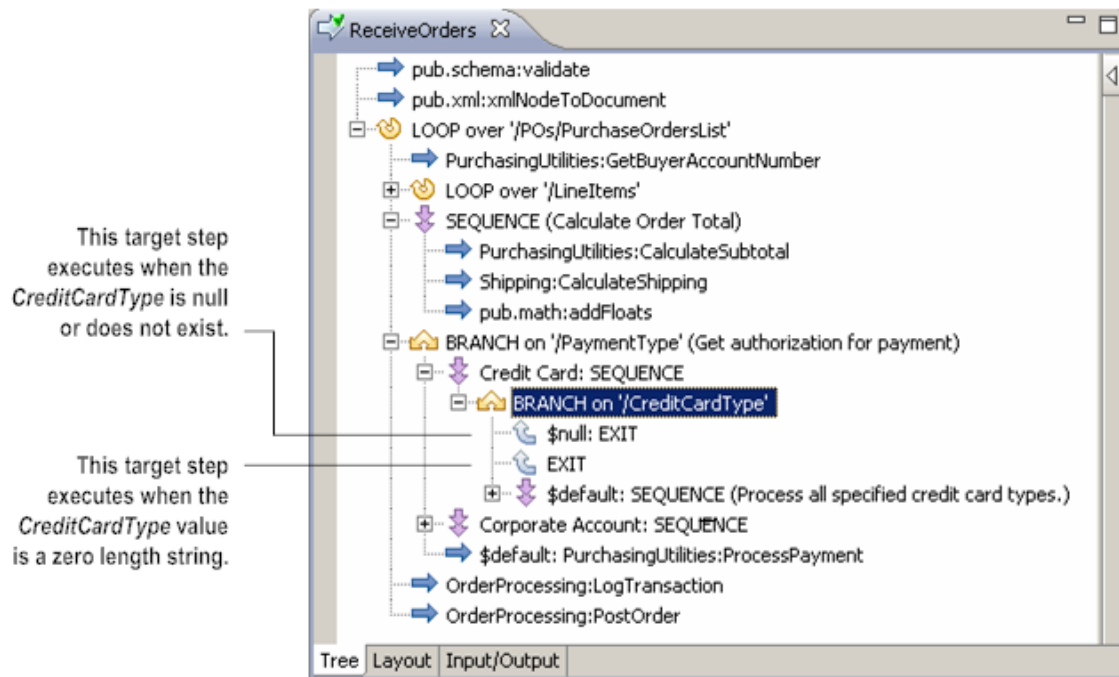 ReceiveOrders
pub.schema:validate
pub.xml:xmlNodeToDocument
LOOP over '/POs/PurchaseOrdersList'
PurchasingUtilities:GetBuyerAccountNumber
LOOP over '/LineItems'
SEQUENCE (Calculate Order Total)
PurchasingUtilities:CalculateSubtotal
Shipping:CalculateShipping
pub.math:addFloats
BRANCH on '/PaymentType' (Get authorization for payment)
Credit Card: SEQUENCE
BRANCH on '/CreditCardType'
$null: EXIT
EXIT
$default: SEQUENCE (Process all specified credit card types.)
Corporate Account: SEQUENCE
$default: PurchasingUtilities:ProcessPayment
OrderProcessing:LogTransaction
OrderProcessing:PostOrder
Tree Layout Input/Output
This target step
executes when the
CreditCardType is null
or does not exist.
This target step
executes when the
CreditCardType value
is a zero length string.